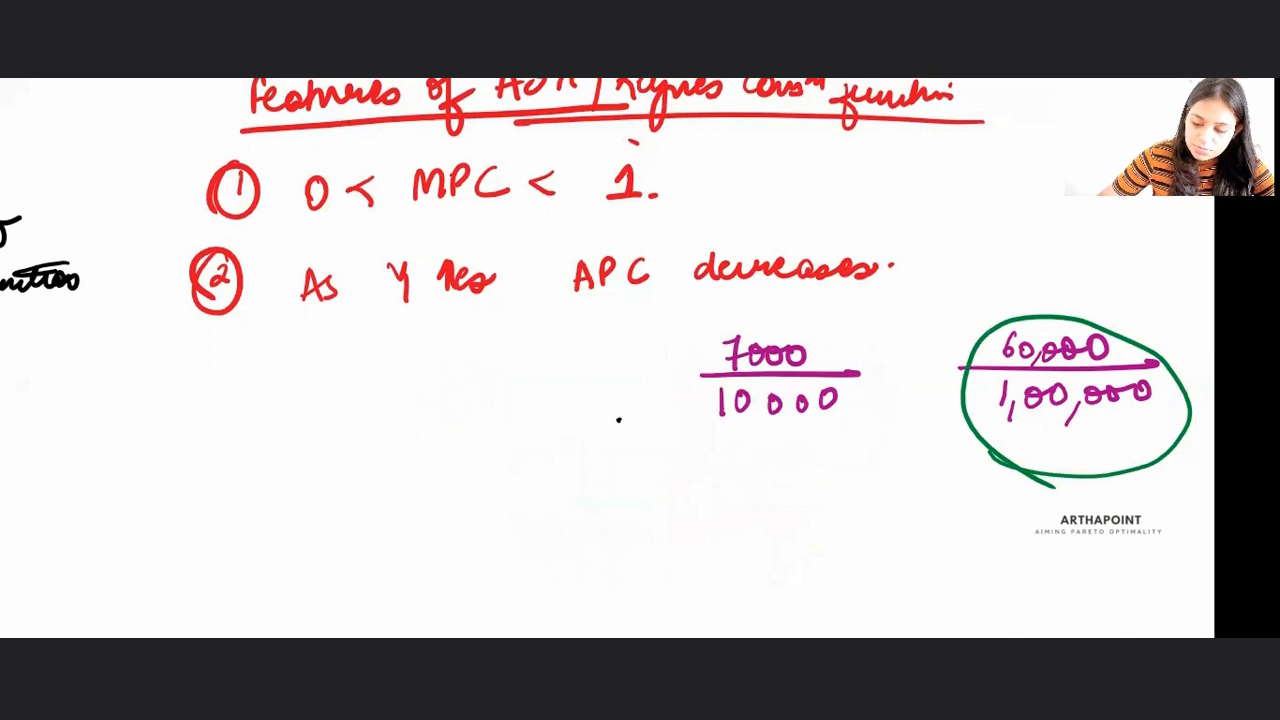 Features of Keynes Consn function
1 0 < MPC < 1.
2 As Y ↑es APC decreases.
7000
10000
60,000
1,00,000
ARTHAPOINT
AIMING PARETO OPTIMALITY